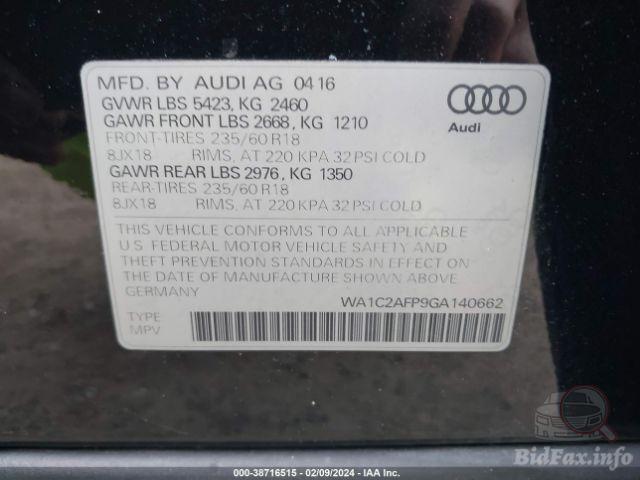 MFD. BY AUDI AG 04 16
GVWR LBS 5423, KG 2460
GAWR FRONT LBS 2668, KG 1210
FRONT-TIRES 235/60 R18
8JX18 RIMS, AT 220 KPA 32 PSI COLD
GAWR REAR LBS 2976, KG 1350
REAR-TIRES 235/60 R18
8JX18 RIMS, AT 220 KPA 32 PSI COLD
Audi
THIS VEHICLE CONFORMS TO ALL APPLICABLE
U.S. FEDERAL MOTOR VEHICLE SAFETY AND
THEFT PREVENTION STANDARDS IN EFFECT ON
THE DATE OF MANUFACTURE SHOWN ABOVE.
GERMANY
WA1C2AFP9GA140662
TYPE
MPV
BidFax.info
000-38716515 - 02/09/2024 - IAA Inc.